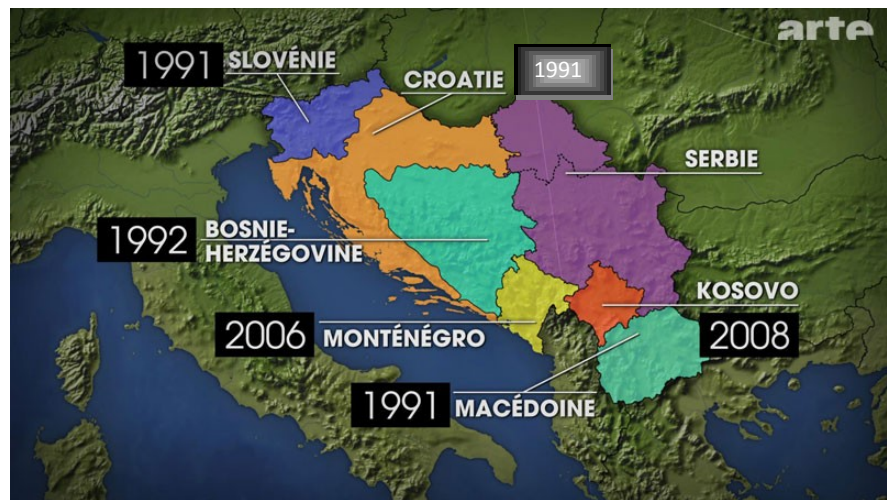 arte
1991 SLOVÉNIE
CROATIE 1991
SERBIE
1992 BOSNIE-
HERZÉGOVINE
KOSOVO
2008
2006 MONTÉNÉGRO
1991 MACÉDOINE